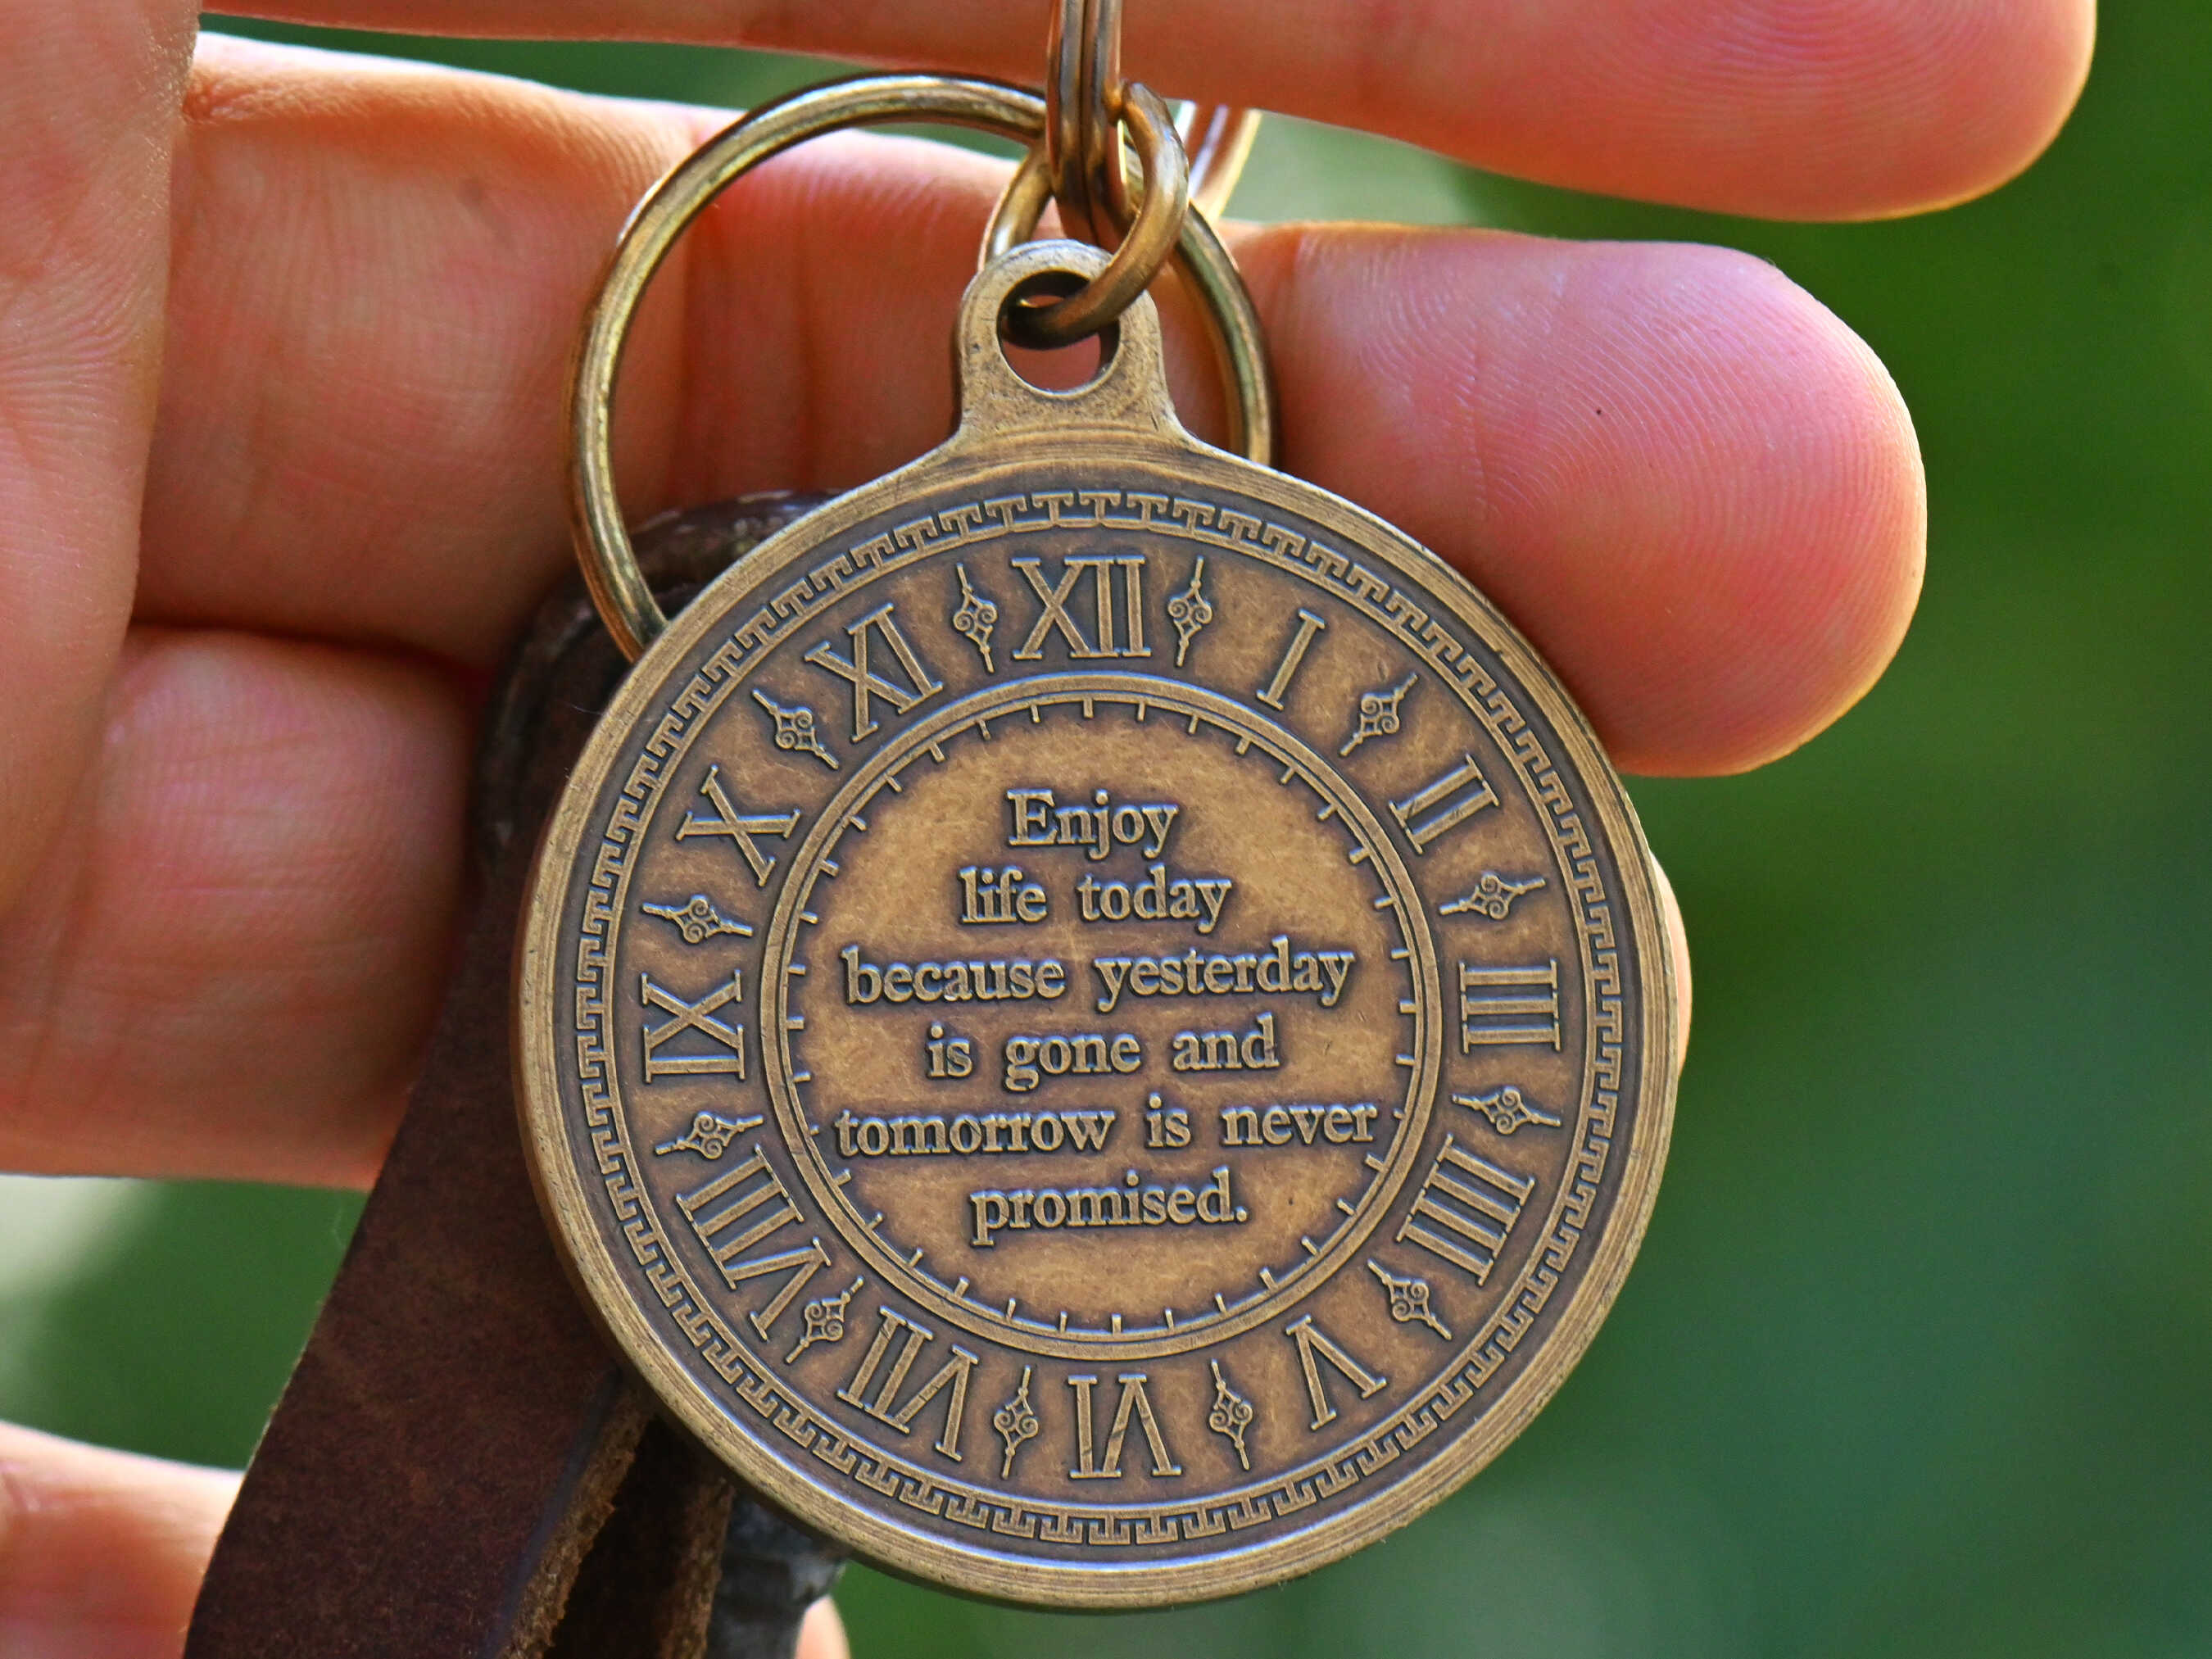 XII
I
II
III
IIII
V
VI
VII
VIII
IX
X
XI
Enjoy
life today
because yesterday
is gone and
tomorrow is never
promised.